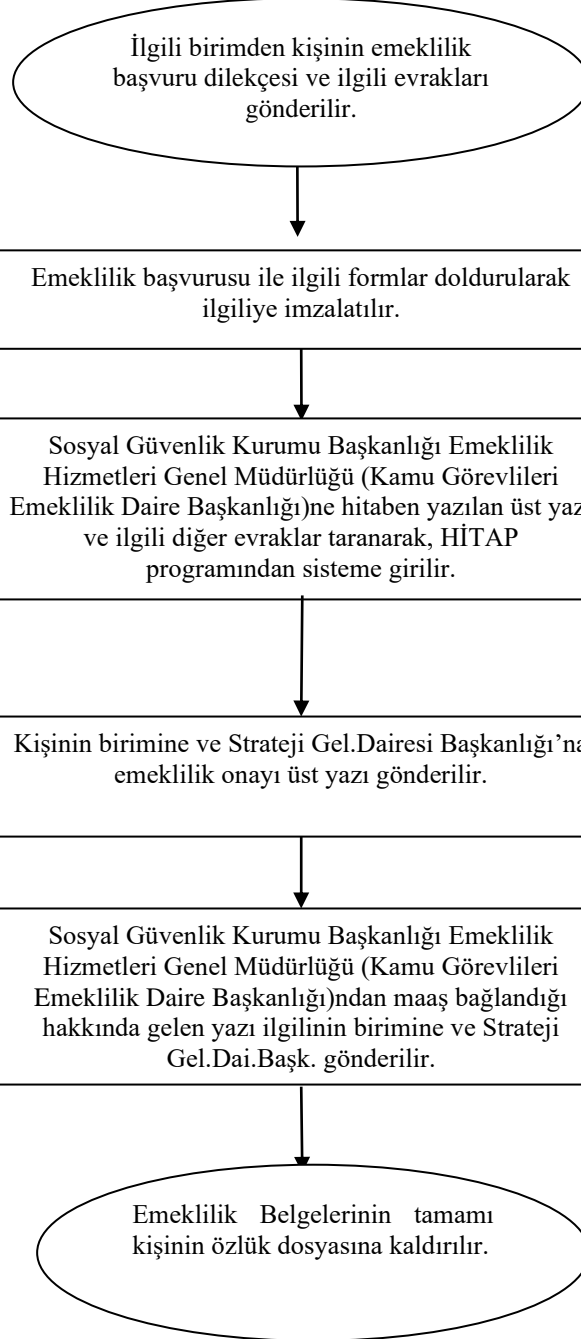 İlgili birimden kişinin emeklilik
başvuru dilekçesi ve ilgili evrakları
gönderilir.
Emeklilik başvurusu ile ilgili formlar doldurularak
ilgiliye imzalatılır.
Sosyal Güvenlik Kurumu Başkanlığı Emeklilik
Hizmetleri Genel Müdürlüğü (Kamu Görevlileri
Emeklilik Daire Başkanlığı)ne hitaben yazılan üst yaz
ve ilgili diğer evraklar taranarak, HİTAP
programından sisteme girilir.
Kişinin birimine ve Strateji Gel.Dairesi Başkanlığı’na
emeklilik onayı üst yazı gönderilir.
Sosyal Güvenlik Kurumu Başkanlığı Emeklilik
Hizmetleri Genel Müdürlüğü (Kamu Görevlileri
Emeklilik Daire Başkanlığı)ndan maaş bağlandığı
hakkında gelen yazı ilgilinin birimine ve Strateji
Gel.Dai.Başk. gönderilir.
Emeklilik Belgelerinin tamamı
kişinin özlük dosyasına kaldırılır.